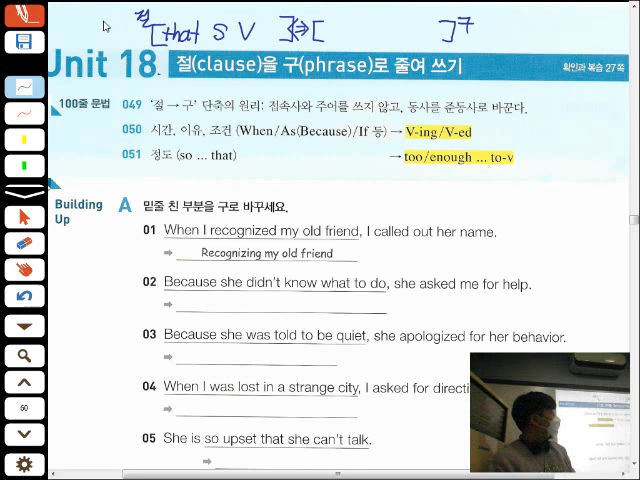 절
[that S V ]⇔[ ]구
Unit 18. 절(clause)을 구(phrase)로 줄여 쓰기
확인과 복습 27쪽
100줄 문법
049 '절 → 구' 단축의 원리: 접속사와 주어를 쓰지 않고, 동사를 준동사로 바꾼다.
050 시간, 이유, 조건 (When/As(Because)/If 등) → V-ing/V-ed
051 정도 (so ... that) → too/enough ... to-v
Building Up
A 밑줄 친 부분을 구로 바꾸세요.
01 When I recognized my old friend, I called out her name.
➡ Recognizing my old friend
02 Because she didn't know what to do, she asked me for help.
➡
03 Because she was told to be quiet, she apologized for her behavior.
➡
04 When I was lost in a strange city, I asked for directi
➡
05 She is so upset that she can't talk.
➡
60